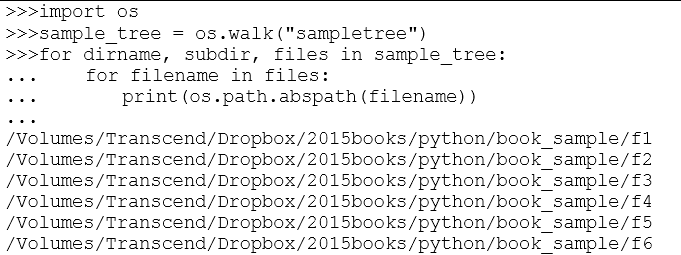 >>>import os
>>>sample_tree = os.walk("sampletree")
>>>for dirname, subdir, files in sample_tree:
...    for filename in files:
...       print(os.path.abspath(filename))
...
/Volumes/Transcend/Dropbox/2015books/python/book_sample/f1
/Volumes/Transcend/Dropbox/2015books/python/book_sample/f2
/Volumes/Transcend/Dropbox/2015books/python/book_sample/f3
/Volumes/Transcend/Dropbox/2015books/python/book_sample/f4
/Volumes/Transcend/Dropbox/2015books/python/book_sample/f5
/Volumes/Transcend/Dropbox/2015books/python/book_sample/f6